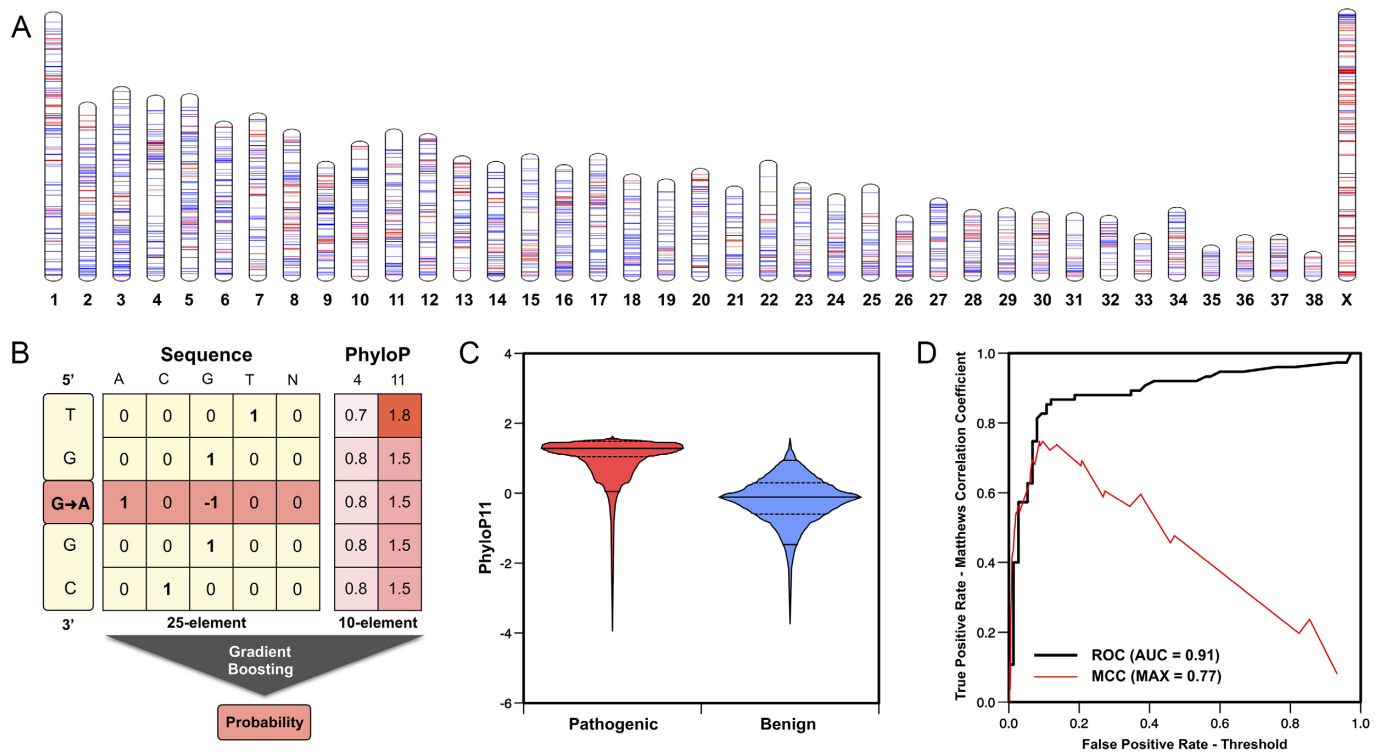 A
1 2 3 4 5 6 7 8 9 10 11 12 13 14 15 16 17 18 19 20 21 22 23 24 25 26 27 28 29 30 31 32 33 34 35 36 37 38 X
B
Sequence PhyloP
5' A C G T N 4 11
T 0 0 0 1 0 0.7 1.8
G 0 0 1 0 0 0.8 1.5
G→A 1 0 -1 0 0 0.8 1.5
G 0 0 1 0 0 0.8 1.5
C 0 1 0 0 0 0.8 1.5
3' 25-element 10-element
Gradient
Boosting
Probability
C
PhyloP11
4
2
0
-2
-4
-6
Pathogenic Benign
D
True Positive Rate - Matthews Correlation Coefficient
1.0
0.8
0.6
0.4
0.2
0.0
ROC (AUC = 0.91)
MCC (MAX = 0.77)
0.0 0.2 0.4 0.6 0.8 1.0
False Positive Rate - Threshold